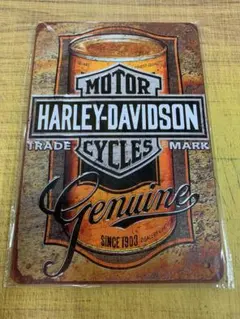 MOTOR
HARLEY-DAVIDSON
TRADE MARK
CYCLES
Genuine
SINCE 1903